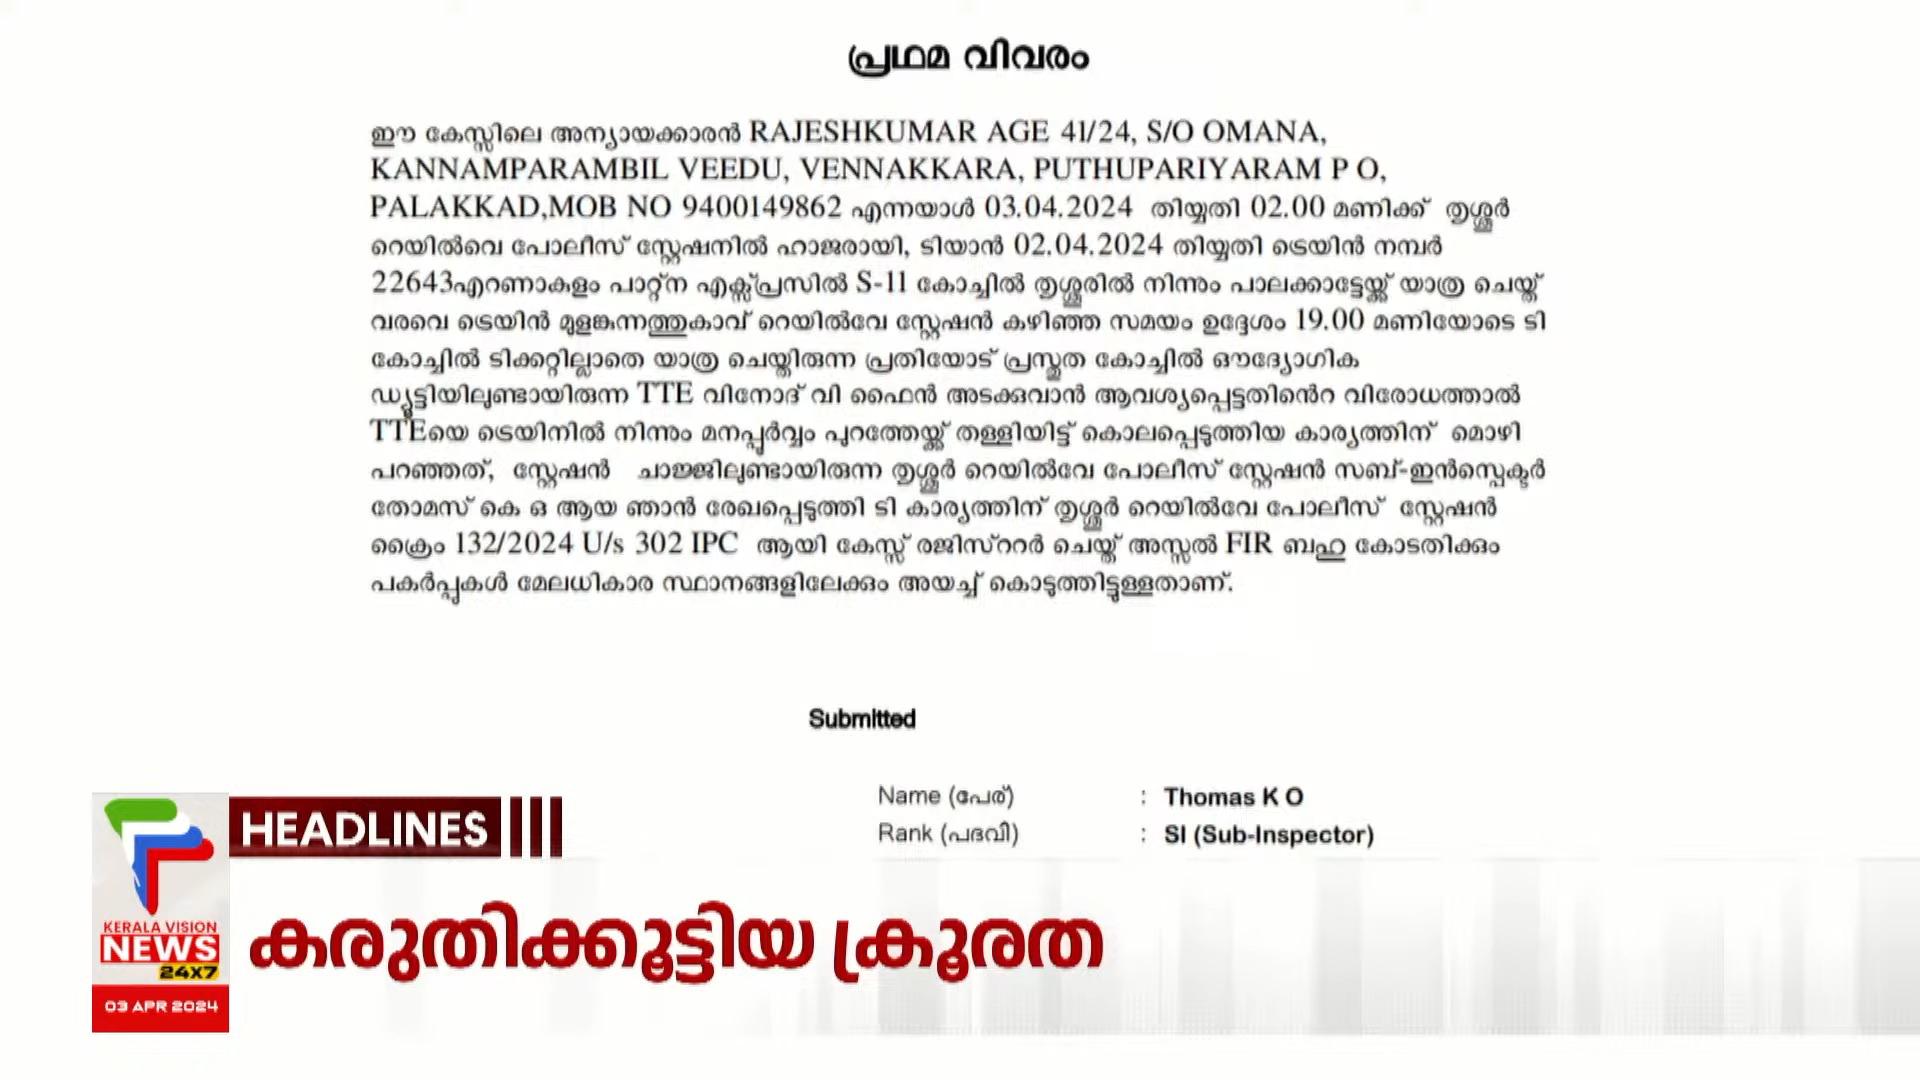 പ്രഥമ വിവരം
ഈ കേസ്സിലെ അന്യായക്കാരൻ RAJESHKUMAR AGE 41/24, S/O OMANA,
KANNAMPARAMBIL VEEDU, VENNAKKARA, PUTHUPARIYARAM P O,
PALAKKAD,MOB NO 9400149862 എന്നയാൾ 03.04.2024 തിയ്യതി 02.00 മണിക്ക് തൃശ്ശൂർ
റെയിൽവെ പോലീസ് സ്റ്റേഷനിൽ ഹാജരായി, ടിയാൻ 02.04.2024 തിയ്യതി ട്രെയിൻ നമ്പർ
22643എറണാകുളം പാറ്റ്ന എക്സ്പ്രസിൽ S-11 കോച്ചിൽ തൃശ്ശൂരിൽ നിന്നും പാലക്കാട്ടേയ്ക്ക് യാത്ര ചെയ്ത്
വരവെ ട്രെയിൻ മുളങ്കുന്നത്തുകാവ് റെയിൽവേ സ്റ്റേഷൻ കഴിഞ്ഞ സമയം ഉദ്ദേശം 19.00 മണിയോടെ ടി
കോച്ചിൽ ടിക്കറ്റില്ലാതെ യാത്ര ചെയ്തിരുന്ന പ്രതിയോട് പ്രസ്തുത കോച്ചിൽ ഔദ്യോഗിക
ഡ്യൂട്ടിയിലുണ്ടായിരുന്ന TTE വിനോദ് വി ഫൈൻ അടക്കുവാൻ ആവശ്യപ്പെട്ടതിൻെറ വിരോധത്താൽ
TTEയെ ട്രെയിനിൽ നിന്നും മനപ്പൂർവ്വം പുറത്തേയ്ക്ക് തള്ളിയിട്ട് കൊലപ്പെടുത്തിയ കാര്യത്തിന് മൊഴി
പറഞ്ഞത്, സ്റ്റേഷൻ ചാജ്ജിലുണ്ടായിരുന്ന തൃശ്ശൂർ റെയിൽവേ പോലീസ് സ്റ്റേഷൻ സബ്-ഇൻസ്പെക്ടർ
തോമസ് കെ ഒ ആയ ഞാൻ രേഖപ്പെടുത്തി ടി കാര്യത്തിന് തൃശ്ശൂർ റെയിൽവേ പോലീസ് സ്റ്റേഷൻ
ക്രൈം 132/2024 U/s 302 IPC ആയി കേസ്സ് രജിസ്ററർ ചെയ്ത് അസ്സൽ FIR ബഹു കോടതിക്കും
പകർപ്പുകൾ മേലധികാര സ്ഥാനങ്ങളിലേക്കും അയച്ച് കൊടുത്തിട്ടുള്ളതാണ്.
Submitted
Name (പേര്) : Thomas K O
Rank (പദവി) : SI (Sub-Inspector)
HEADLINES
കരുതിക്കൂട്ടിയ ക്രൂരത
KERALA VISION
NEWS
24X7
03 APR 2024